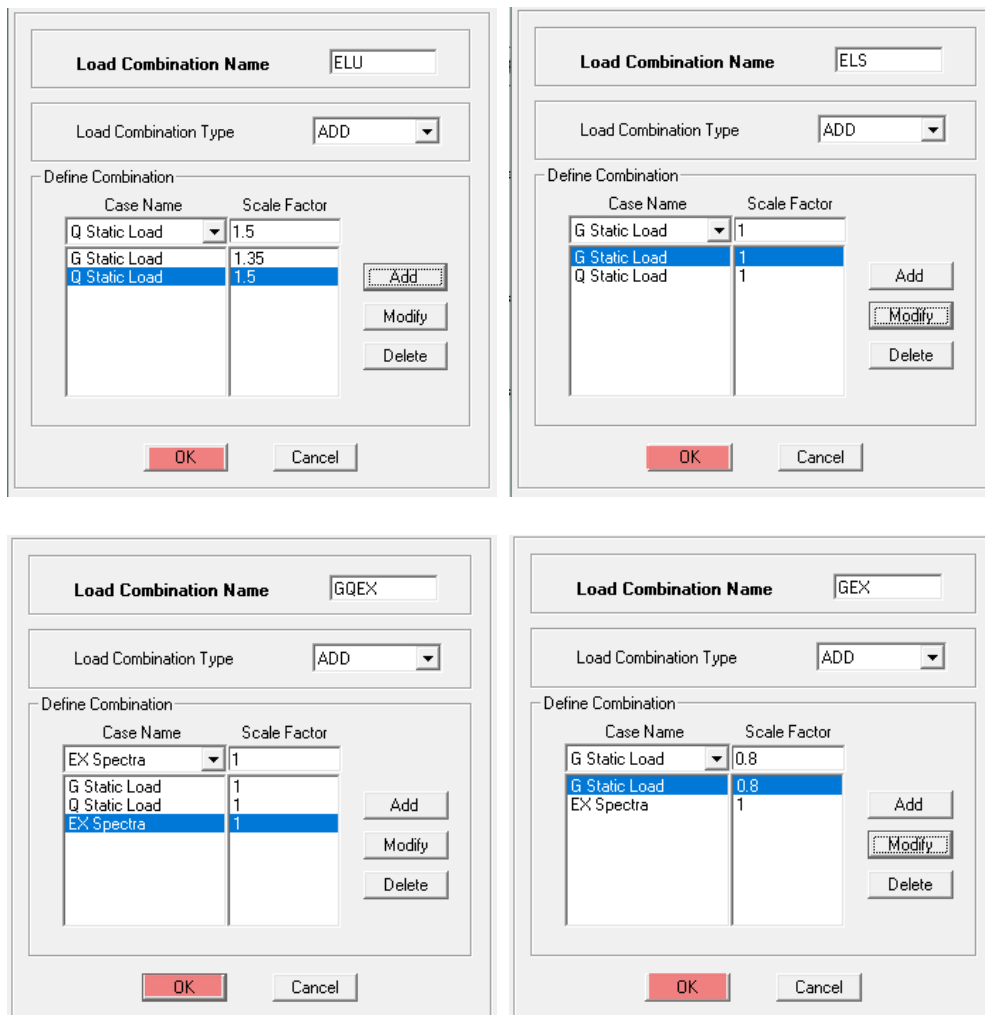 Load Combination Name ELU
Load Combination Type ADD
Define Combination
Case Name Scale Factor
Q Static Load 1.5
G Static Load 1.35
Q Static Load 1.5
Add
Modify
Delete
OK Cancel
Load Combination Name ELS
Load Combination Type ADD
Define Combination
Case Name Scale Factor
G Static Load 1
G Static Load 1
Q Static Load 1
Add
Modify
Delete
OK Cancel
Load Combination Name GQEX
Load Combination Type ADD
Define Combination
Case Name Scale Factor
EX Spectra 1
G Static Load 1
Q Static Load 1
EX Spectra 1
Add
Modify
Delete
OK Cancel
Load Combination Name GEX
Load Combination Type ADD
Define Combination
Case Name Scale Factor
G Static Load 0.8
G Static Load 0.8
EX Spectra 1
Add
Modify
Delete
OK Cancel